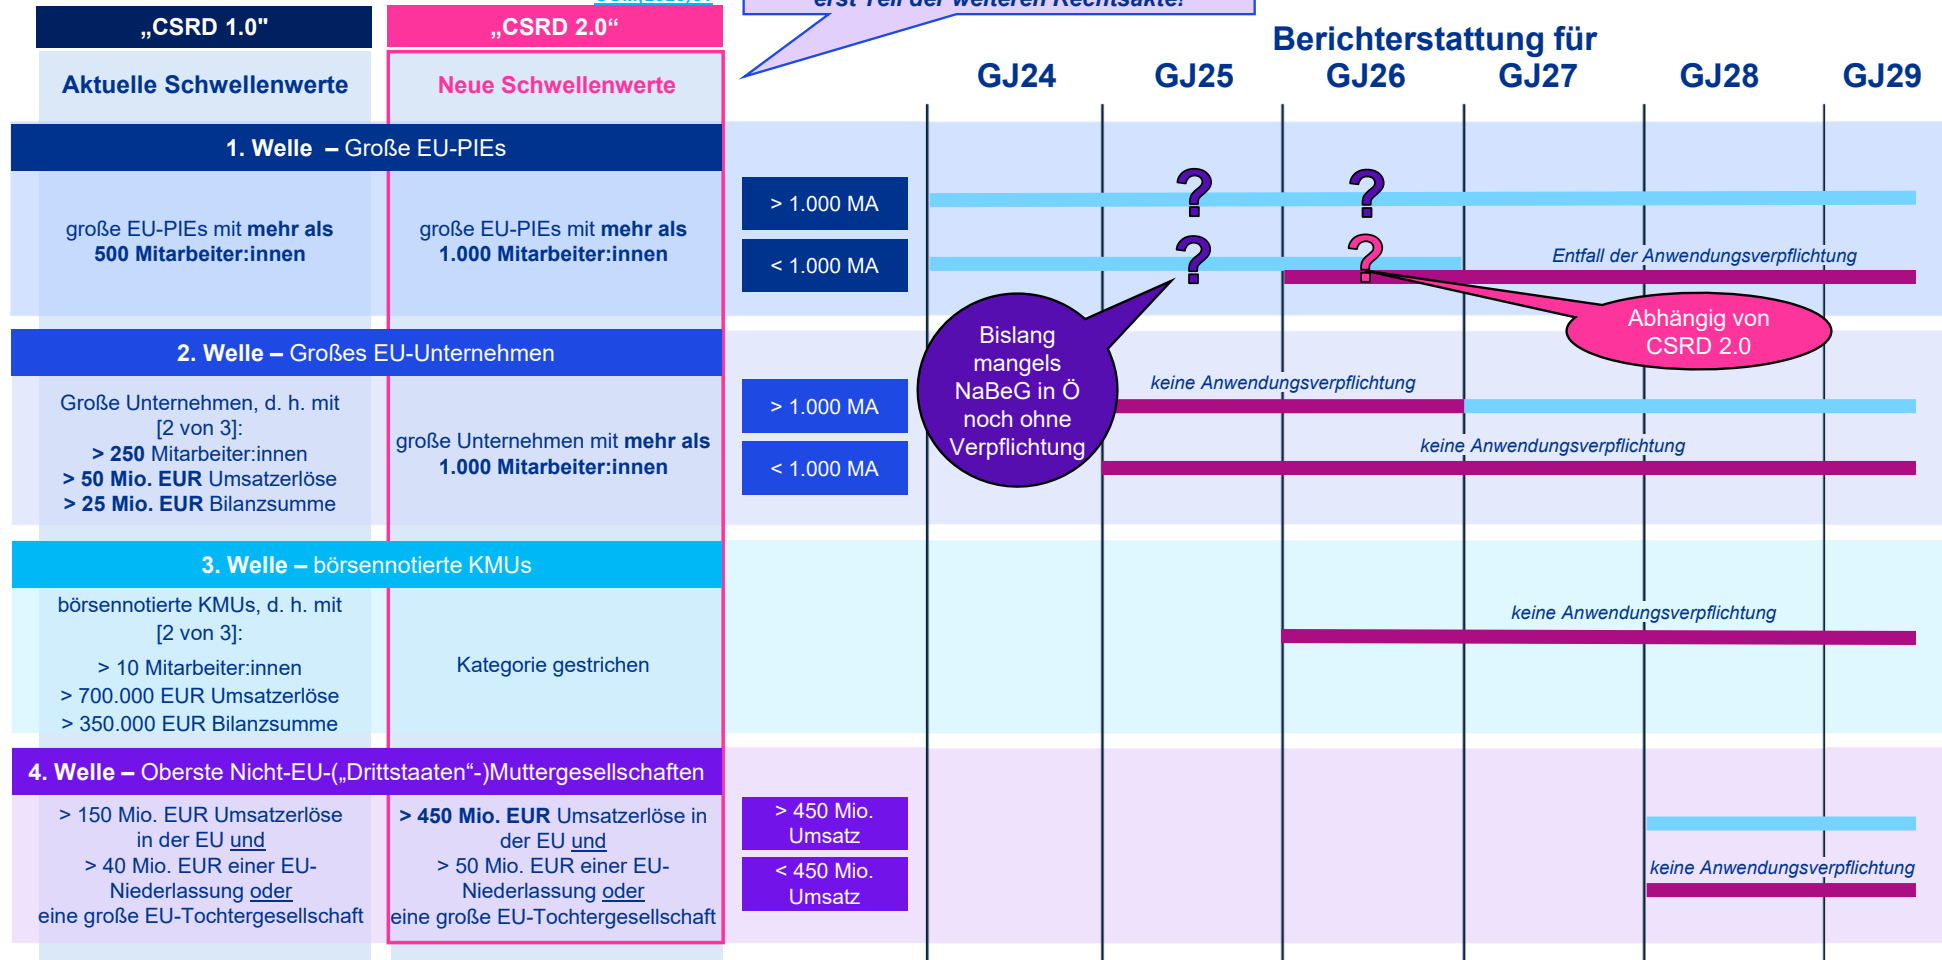 erst Teil der weiteren Rechtsakte!
„CSRD 1.0"
„CSRD 2.0“
Berichterstattung für
Aktuelle Schwellenwerte
Neue Schwellenwerte
GJ24
GJ25
GJ26
GJ27
GJ28
GJ29
1. Welle – Große EU-PIEs
große EU-PIEs mit mehr als
500 Mitarbeiter:innen
große EU-PIEs mit mehr als
1.000 Mitarbeiter:innen
> 1.000 MA
?
?
< 1.000 MA
?
?
Entfall der Anwendungsverpflichtung
Bislang
mangels
NaBeG in Ö
noch ohne
Verpflichtung
Abhängig von
CSRD 2.0
2. Welle – Großes EU-Unternehmen
Große Unternehmen, d. h. mit
[2 von 3]:
> 250 Mitarbeiter:innen
> 50 Mio. EUR Umsatzerlöse
> 25 Mio. EUR Bilanzsumme
große Unternehmen mit mehr als
1.000 Mitarbeiter:innen
> 1.000 MA
keine Anwendungsverpflichtung
< 1.000 MA
keine Anwendungsverpflichtung
3. Welle – börsennotierte KMUs
börsennotierte KMUs, d. h. mit
[2 von 3]:
> 10 Mitarbeiter:innen
> 700.000 EUR Umsatzerlöse
> 350.000 EUR Bilanzsumme
Kategorie gestrichen
keine Anwendungsverpflichtung
4. Welle – Oberste Nicht-EU-(„Drittstaaten“-)Muttergesellschaften
> 150 Mio. EUR Umsatzerlöse
in der EU und
> 40 Mio. EUR einer EU-
Niederlassung oder
eine große EU-Tochtergesellschaft
> 450 Mio. EUR Umsatzerlöse in
der EU und
> 50 Mio. EUR einer EU-
Niederlassung oder
eine große EU-Tochtergesellschaft
> 450 Mio.
Umsatz
< 450 Mio.
Umsatz
keine Anwendungsverpflichtung